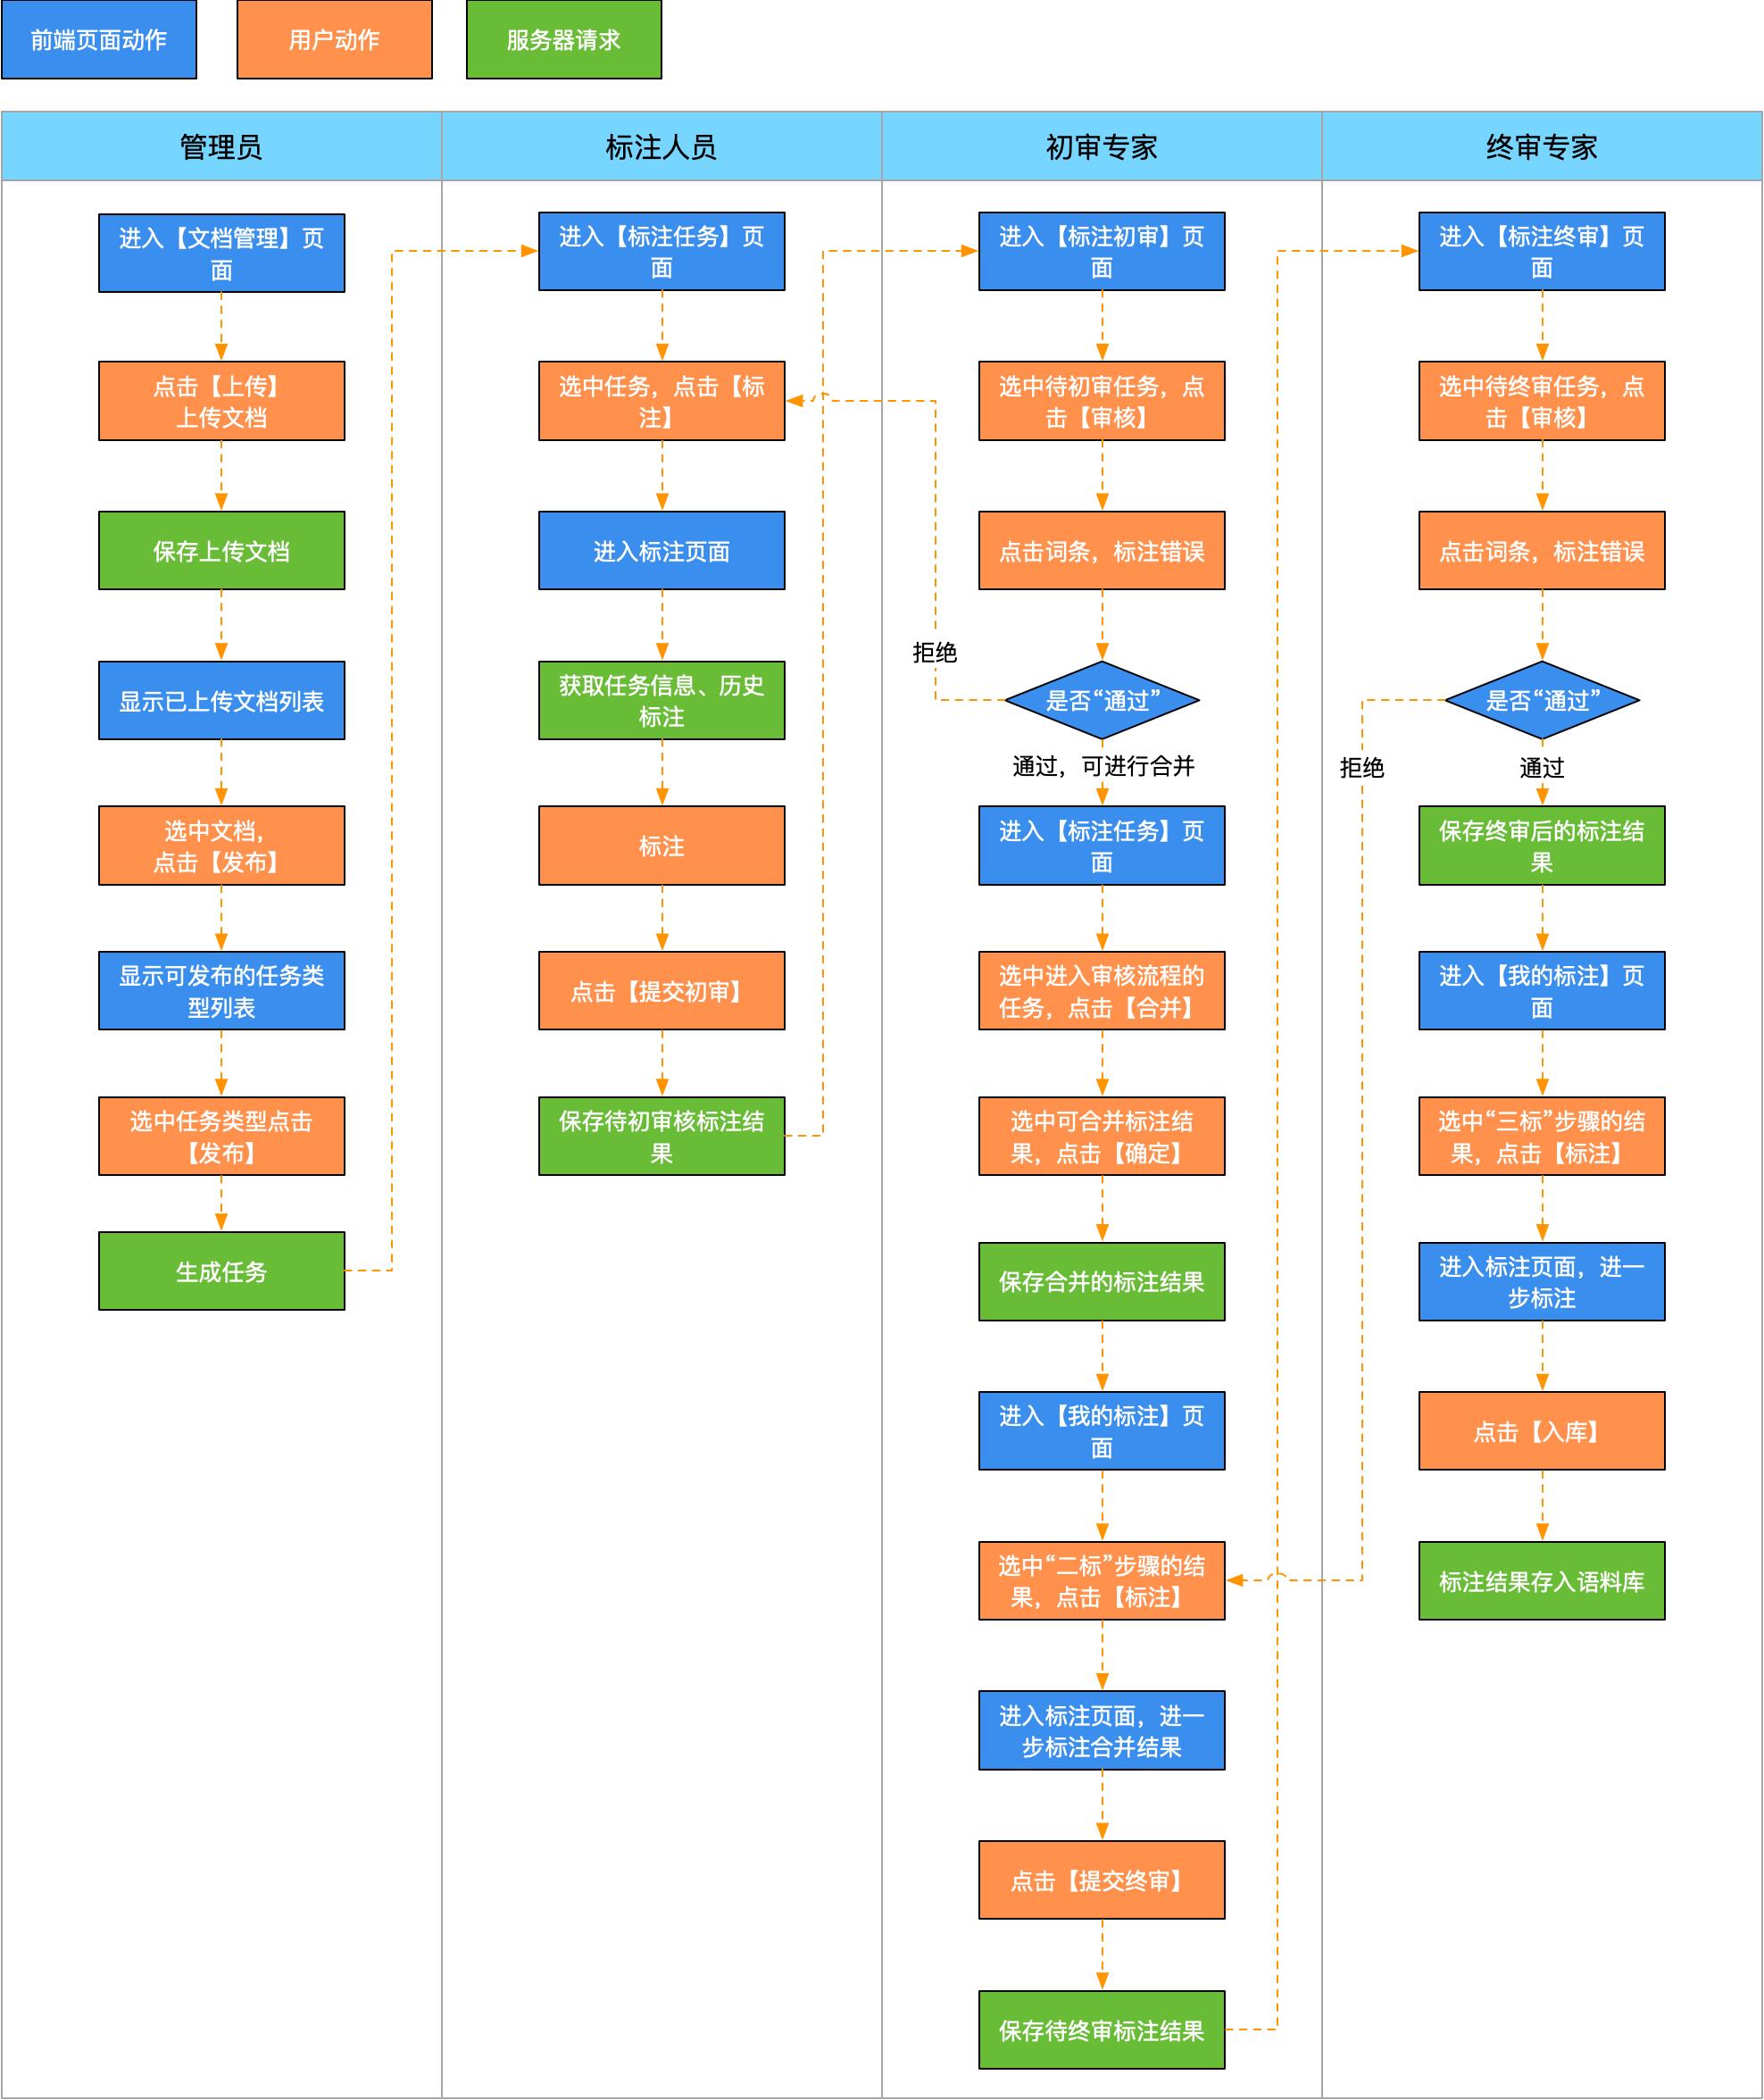 前端页面动作
用户动作
服务器请求
管理员
标注人员
初审专家
终审专家
进入【文档管理】页
面
点击【上传】
上传文档
保存上传文档
显示已上传文档列表
选中文档，
点击【发布】
显示可发布的任务类
型列表
选中任务类型点击
【发布】
生成任务
进入【标注任务】页
面
选中任务，点击【标
注】
进入标注页面
获取任务信息、历史
标注
标注
点击【提交初审】
保存待初审核标注结
果
进入【标注初审】页
面
选中待初审任务，点
击【审核】
点击词条，标注错误
拒绝
是否“通过”
通过，可进行合并
进入【标注任务】页
面
选中进入审核流程的
任务，点击【合并】
选中可合并标注结
果，点击【确定】
保存合并的标注结果
进入【我的标注】页
面
选中“二标”步骤的结
果，点击【标注】
进入标注页面，进一
步标注合并结果
点击【提交终审】
保存待终审标注结果
进入【标注终审】页
面
选中待终审任务，点
击【审核】
点击词条，标注错误
是否“通过”
拒绝
通过
保存终审后的标注结
果
进入【我的标注】页
面
选中“三标”步骤的结
果，点击【标注】
进入标注页面，进一
步标注
点击【入库】
标注结果存入语料库